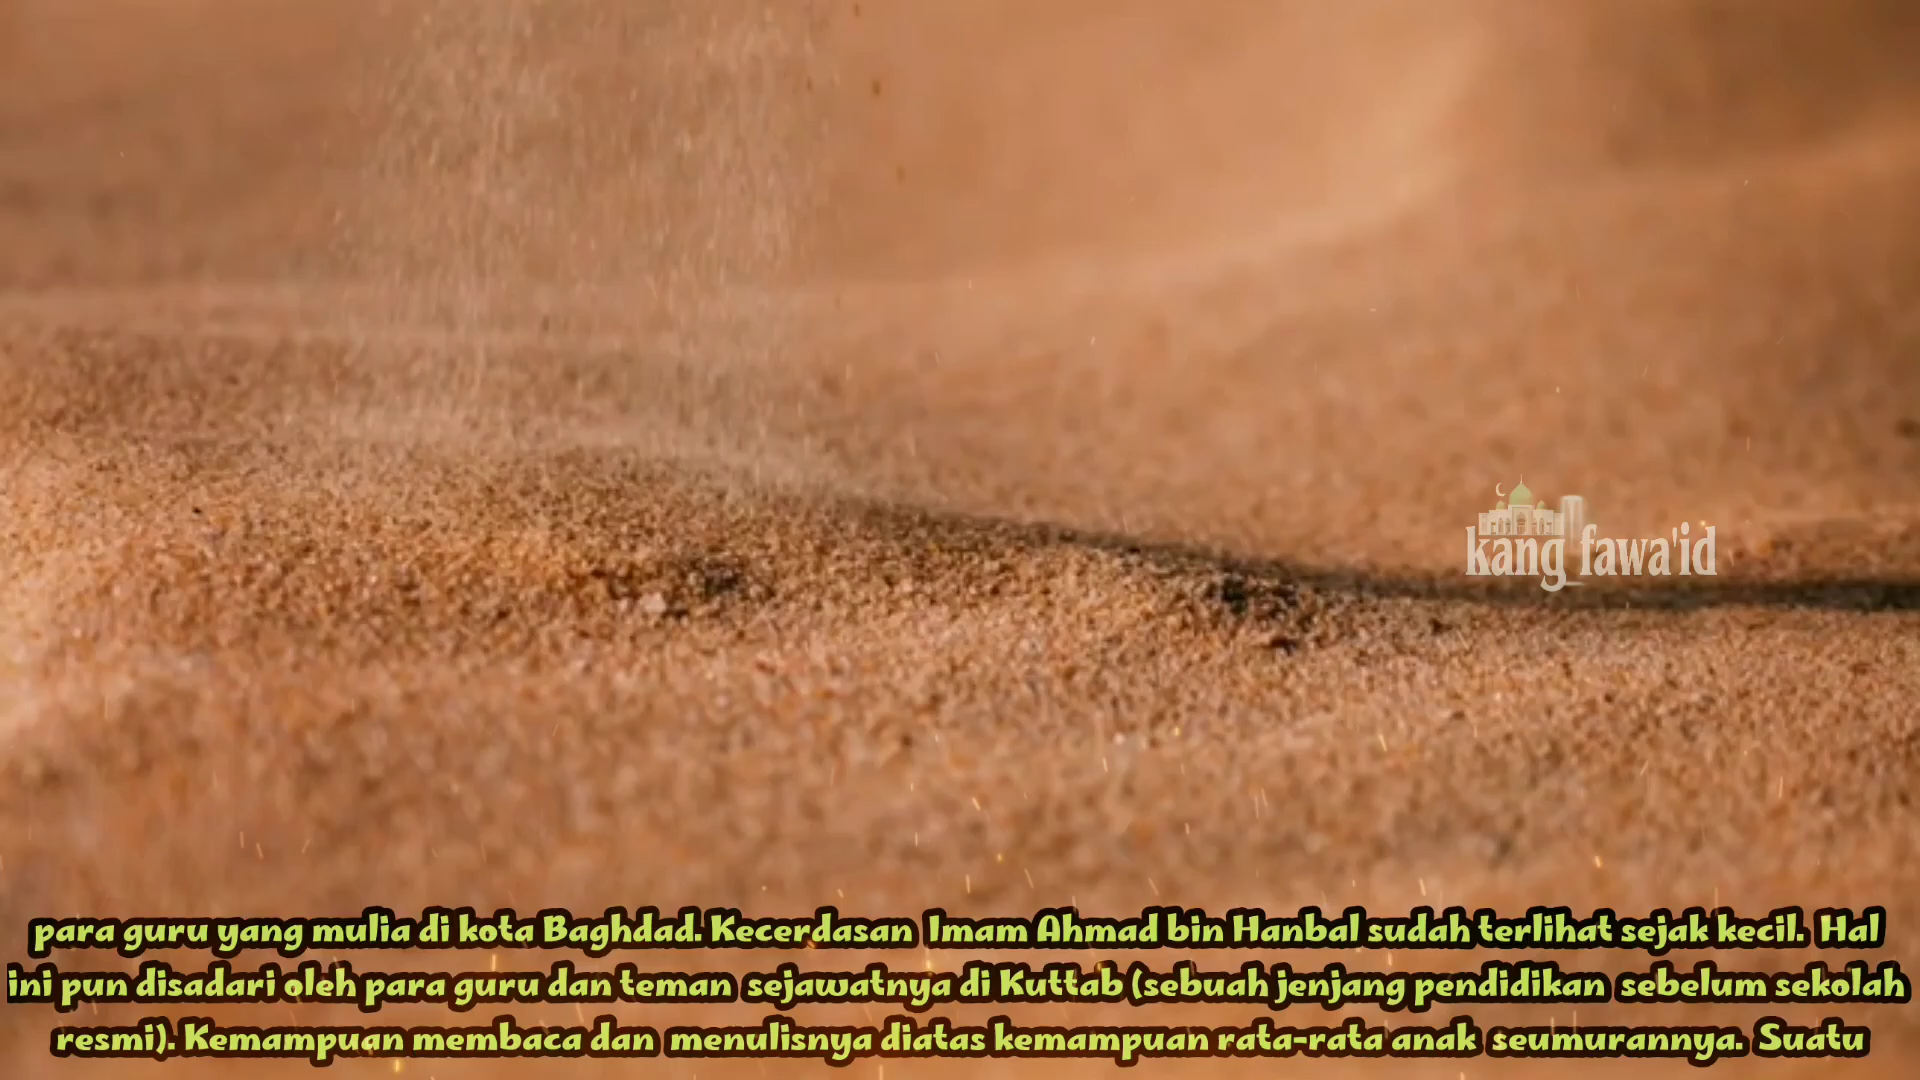 kang fawa'id
para guru yang mulia di kota Baghdad. Kecerdasan Imam Ahmad bin Hanbal sudah terlihat sejak kecil. Hal
ini pun disadari oleh para guru dan teman sejawatnya di Kuttab (sebuah jenjang pendidikan sebelum sekolah
resmi). Kemampuan membaca dan menulisnya diatas kemampuan rata-rata anak seumurannya. Suatu